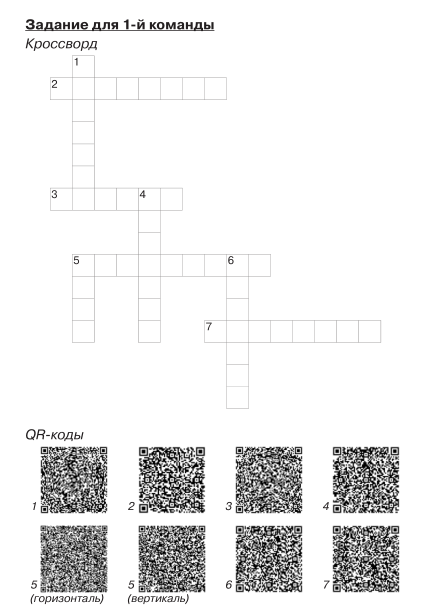 Задание для 1-й команды
Кроссворд
1
2
3 4
5 6
7
QR-коды
1 2 3 4
5 5 6 7
(горизонталь) (вертикаль)